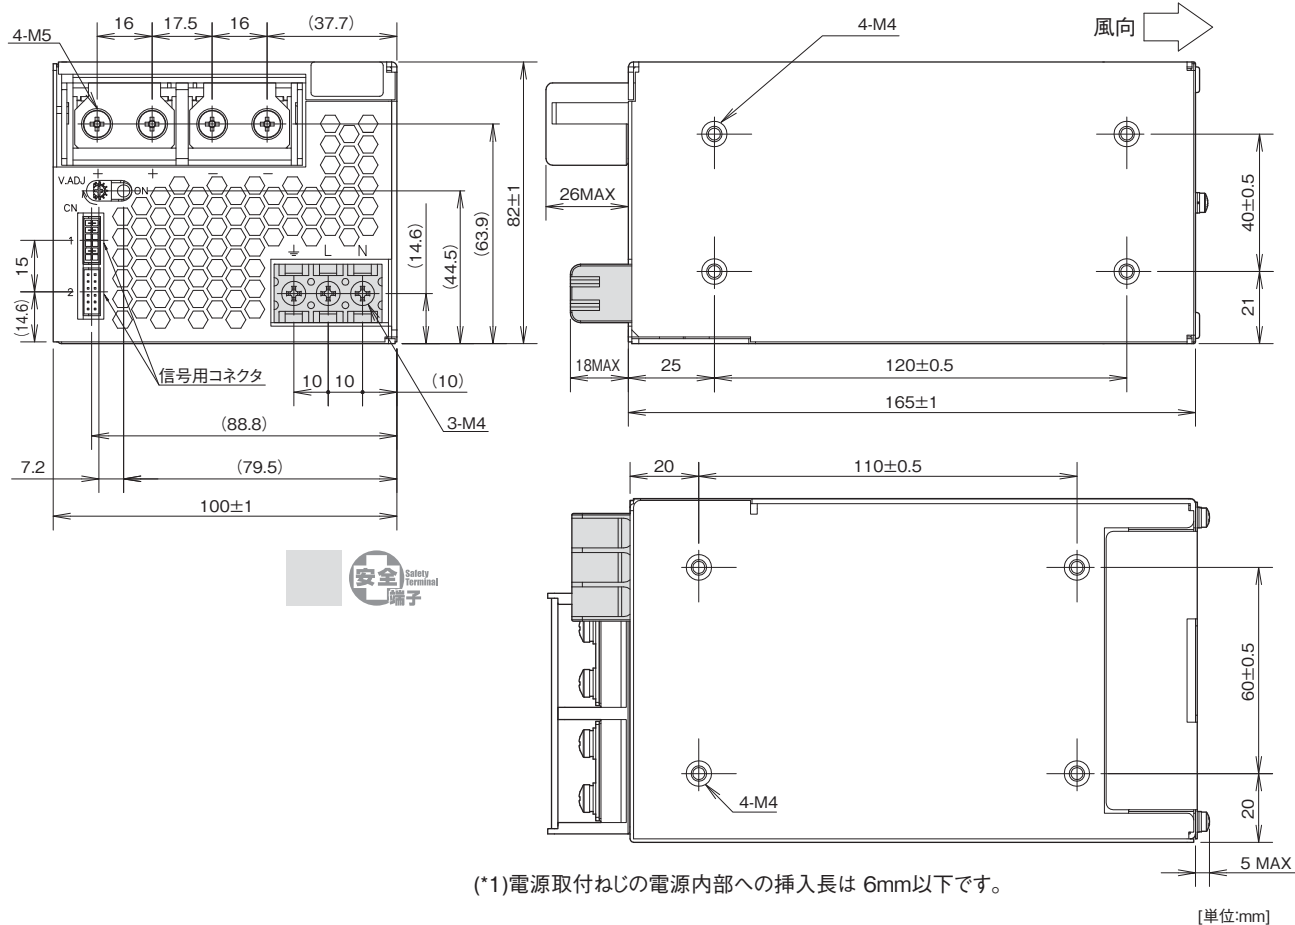 16
17.5
16
(37.7)
4-M5
4-M4
風向
V.ADJ
+
+
−
−
ON
CN
1
2
L
N
15
(14.6)
(14.6)
(44.5)
(63.9)
82±1
信号用コネクタ
10
10
(10)
3-M4
(88.8)
7.2
(79.5)
100±1
26MAX
18MAX
25
120±0.5
165±1
40±0.5
21
20
110±0.5
安全
端子
Safety
Terminal
4-M4
60±0.5
20
5 MAX
(*1)電源取付ねじの電源内部への挿入長は 6mm以下です。
[単位:mm]